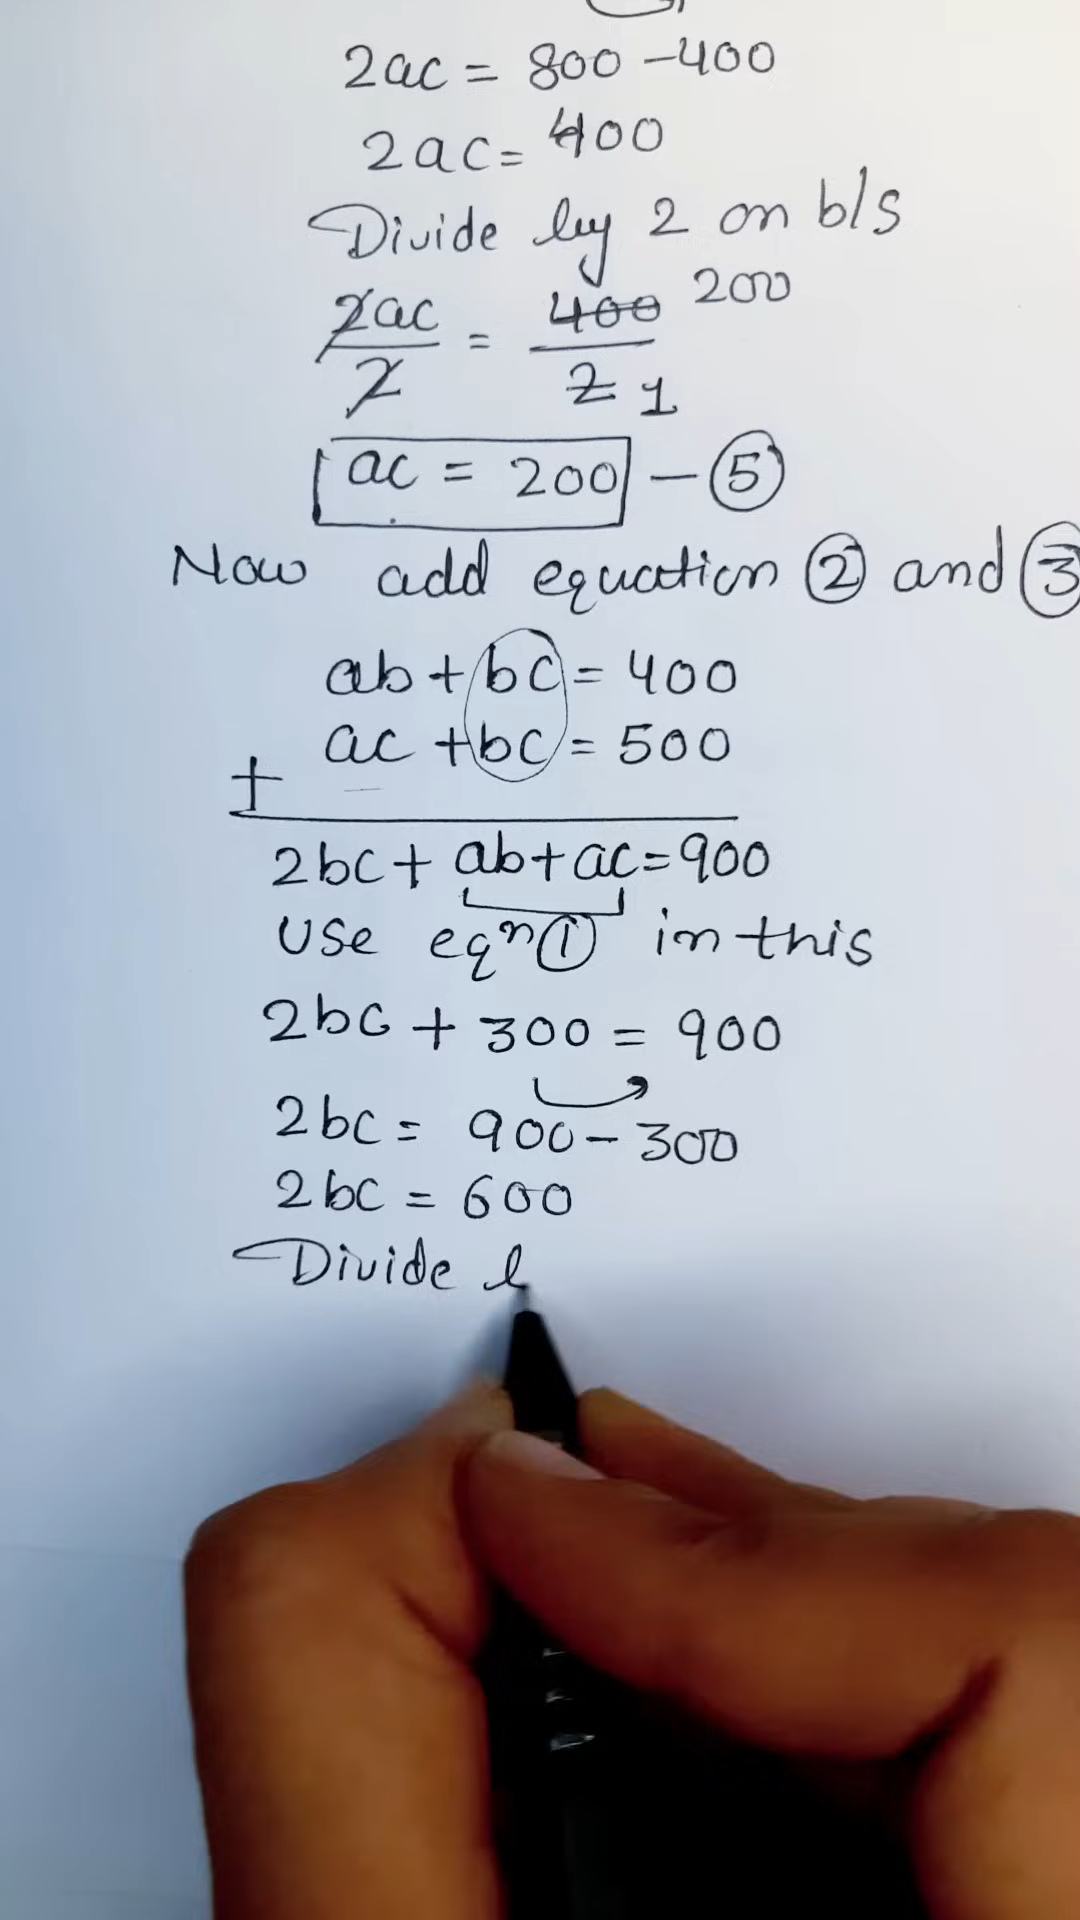 2ac = 800 - 400
2ac = 400
Divide by 2 on b/s
2ac/2 = 400/2 200 1
ac = 200 - ⑤
Now add equation ② and ③
ab + bc = 400
ac + bc = 500
+
2bc + ab + ac = 900
use eqⁿ ① in this
2bc + 300 = 900
2bc = 900 - 300
2bc = 600
Divide